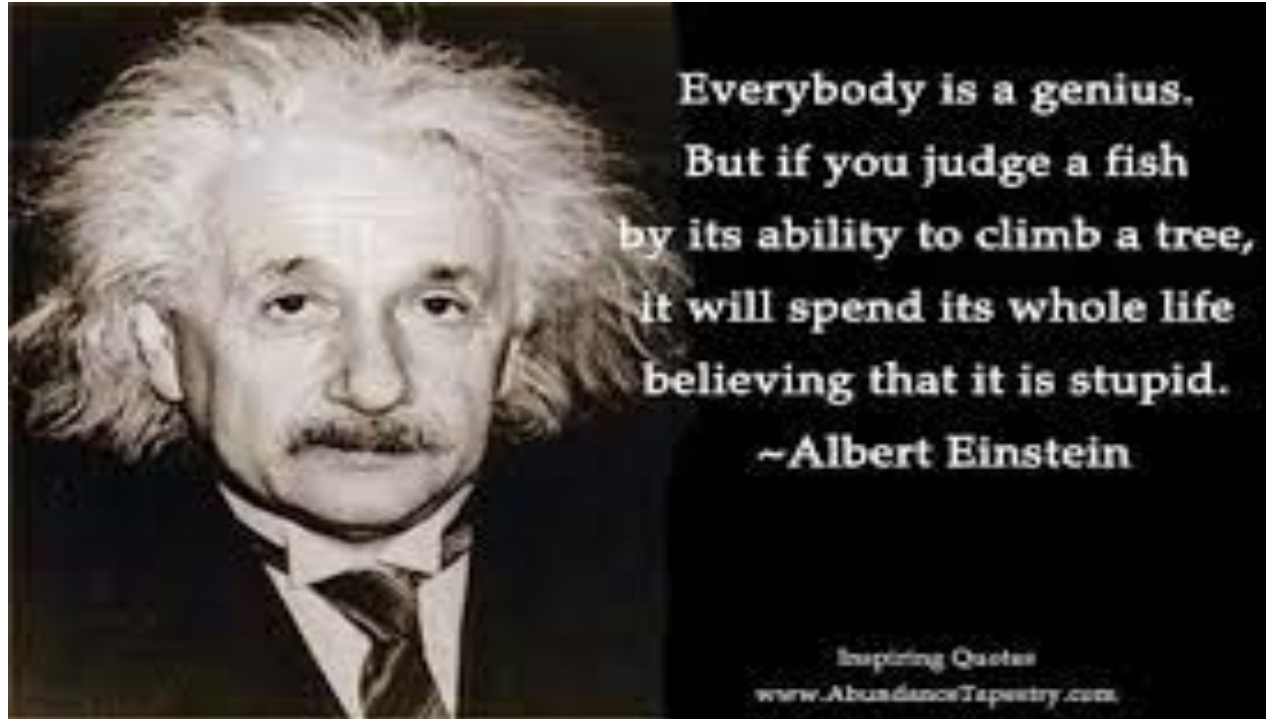 Everybody is a genius.
But if you judge a fish
by its ability to climb a tree,
it will spend its whole life
believing that it is stupid.
~Albert Einstein
Inspiring Quotes
www.AbundanceTapestry.com